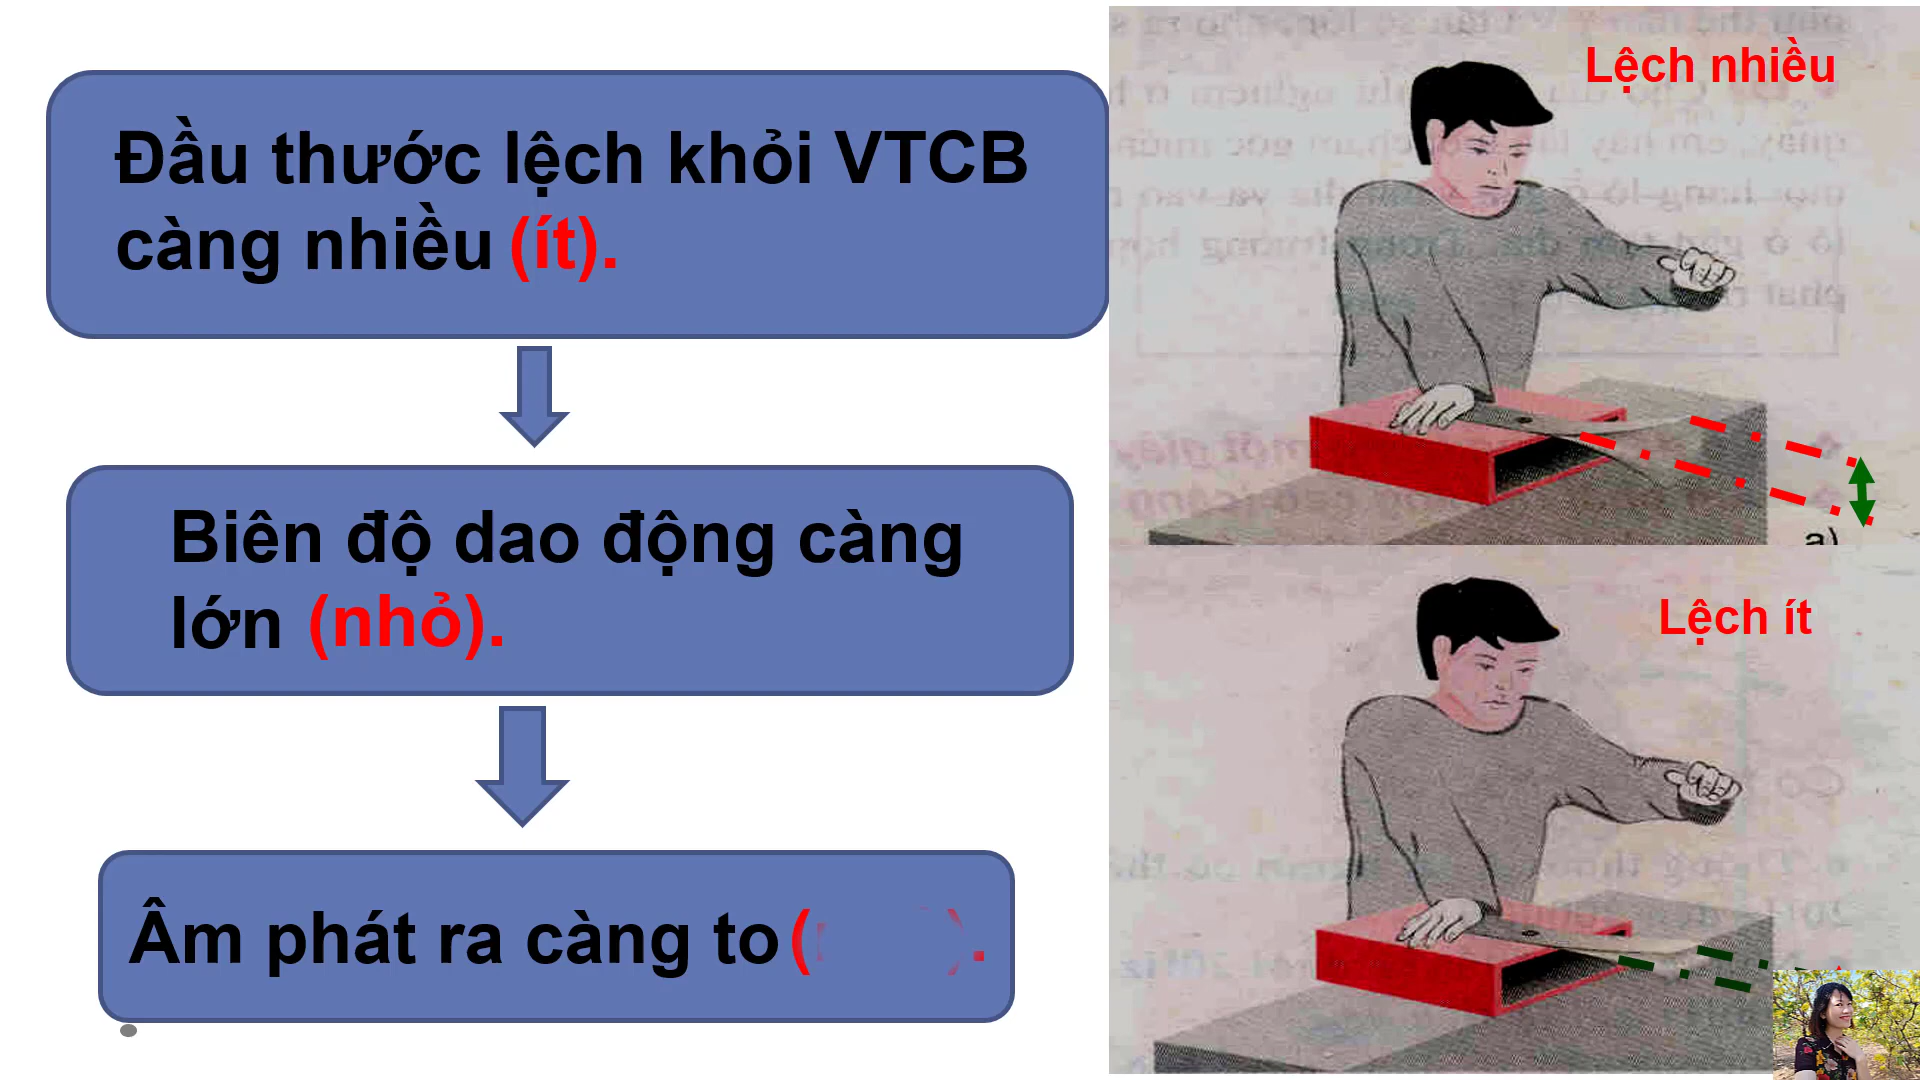 Đầu thước lệch khỏi VTCB
càng nhiều (ít).
Biên độ dao động càng
lớn (nhỏ).
Âm phát ra càng to ( ).
Lệch nhiều
a)
Lệch ít